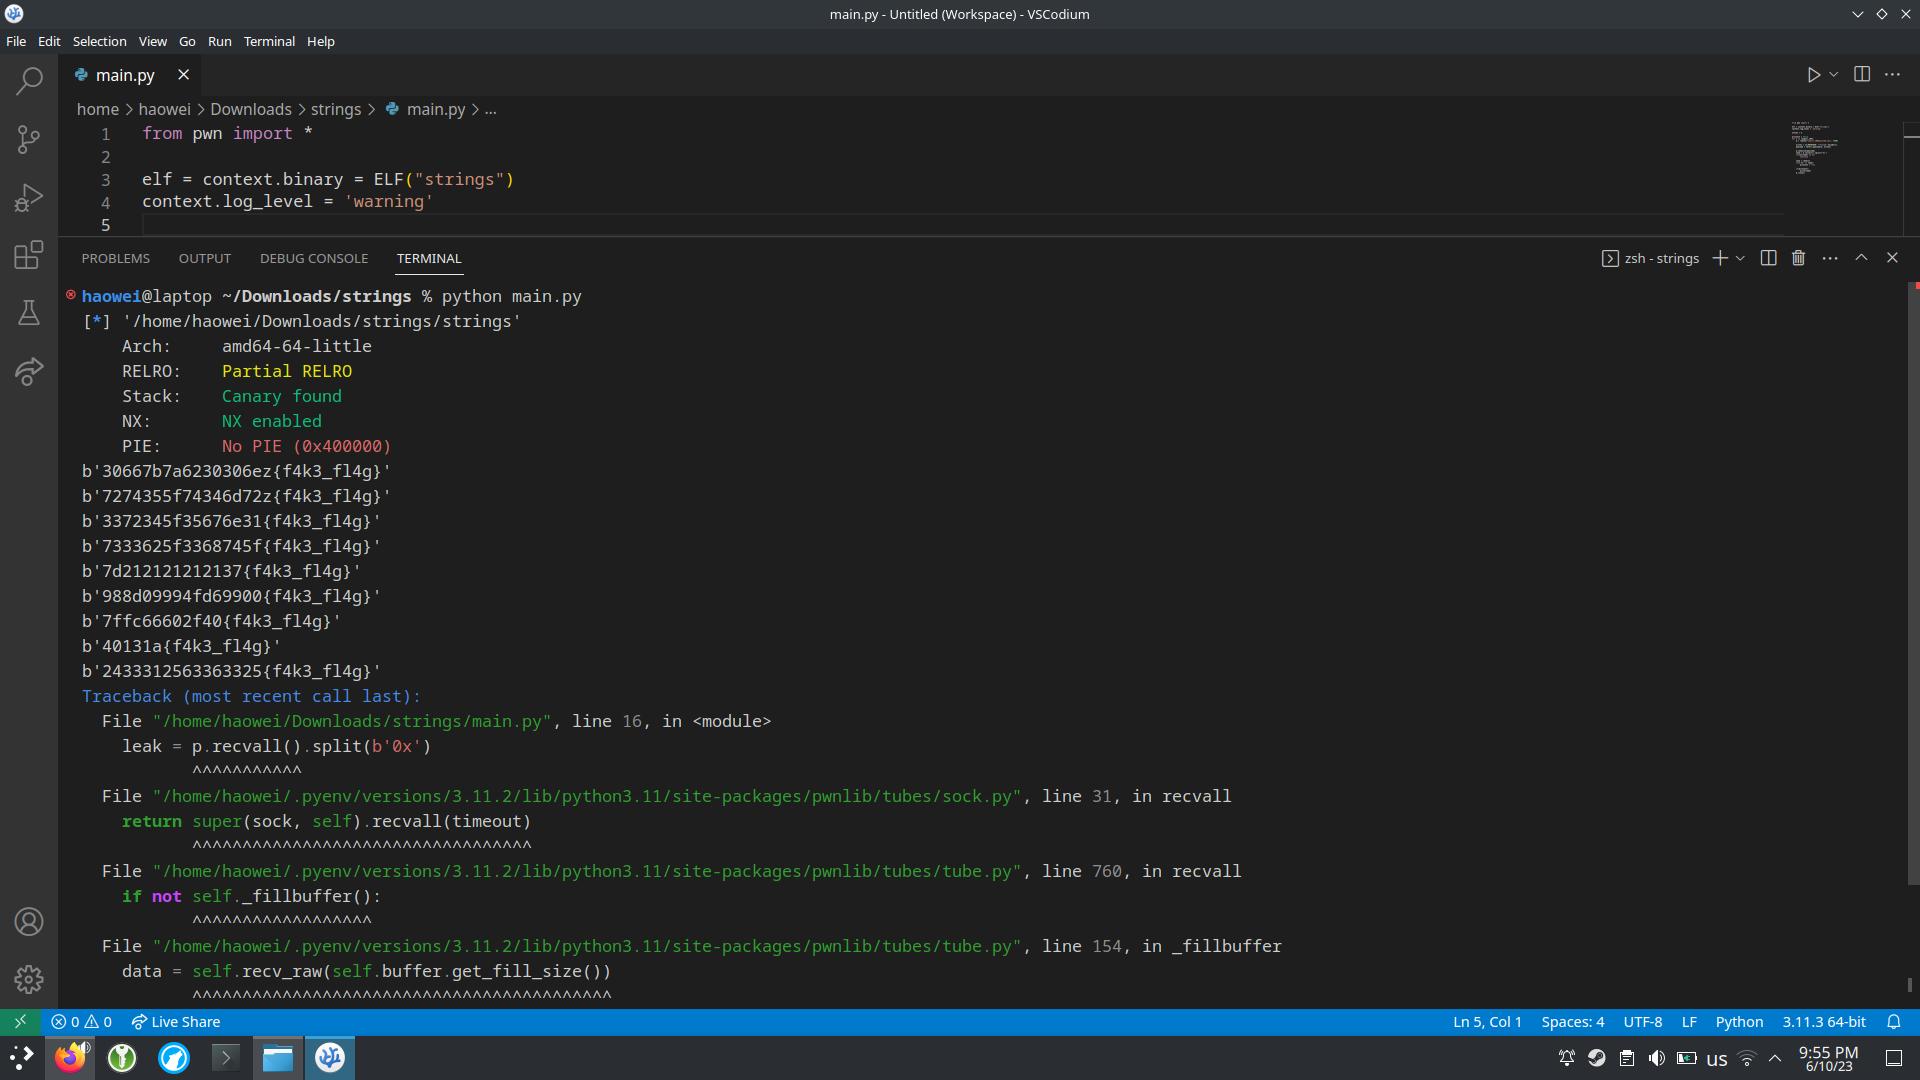 main.py - Untitled (Workspace) - VSCodium
File Edit Selection View Go Run Terminal Help
main.py
home > haowei > Downloads > strings > main.py > ...
1 from pwn import *
2
3 elf = context.binary = ELF("strings")
4 context.log_level = 'warning'
5
PROBLEMS OUTPUT DEBUG CONSOLE TERMINAL
zsh - strings
haowei@laptop ~/Downloads/strings % python main.py
[*] '/home/haowei/Downloads/strings/strings'
Arch: amd64-64-little
RELRO: Partial RELRO
Stack: Canary found
NX: NX enabled
PIE: No PIE (0x400000)
b'30667b7a6230306ez{f4k3_fl4g}'
b'7274355f74346d72z{f4k3_fl4g}'
b'3372345f35676e31{f4k3_fl4g}'
b'7333625f3368745f{f4k3_fl4g}'
b'7d212121212137{f4k3_fl4g}'
b'988d09994fd69900{f4k3_fl4g}'
b'7ffc66602f40{f4k3_fl4g}'
b'40131a{f4k3_fl4g}'
b'2433312563363325{f4k3_fl4g}'
Traceback (most recent call last):
File "/home/haowei/Downloads/strings/main.py", line 16, in <module>
leak = p.recvall().split(b'0x')
^^^^^^^^^^^
File "/home/haowei/.pyenv/versions/3.11.2/lib/python3.11/site-packages/pwnlib/tubes/sock.py", line 31, in recvall
return super(sock, self).recvall(timeout)
^^^^^^^^^^^^^^^^^^^^^^^^^^^^^^^^^^
File "/home/haowei/.pyenv/versions/3.11.2/lib/python3.11/site-packages/pwnlib/tubes/tube.py", line 760, in recvall
if not self._fillbuffer():
^^^^^^^^^^^^^^^^^^
File "/home/haowei/.pyenv/versions/3.11.2/lib/python3.11/site-packages/pwnlib/tubes/tube.py", line 154, in _fillbuffer
data = self.recv_raw(self.buffer.get_fill_size())
^^^^^^^^^^^^^^^^^^^^^^^^^^^^^^^^^^^^^^^^^^
0 0 Live Share Ln 5, Col 1 Spaces: 4 UTF-8 LF Python 3.11.3 64-bit
us 9:55 PM
6/10/23